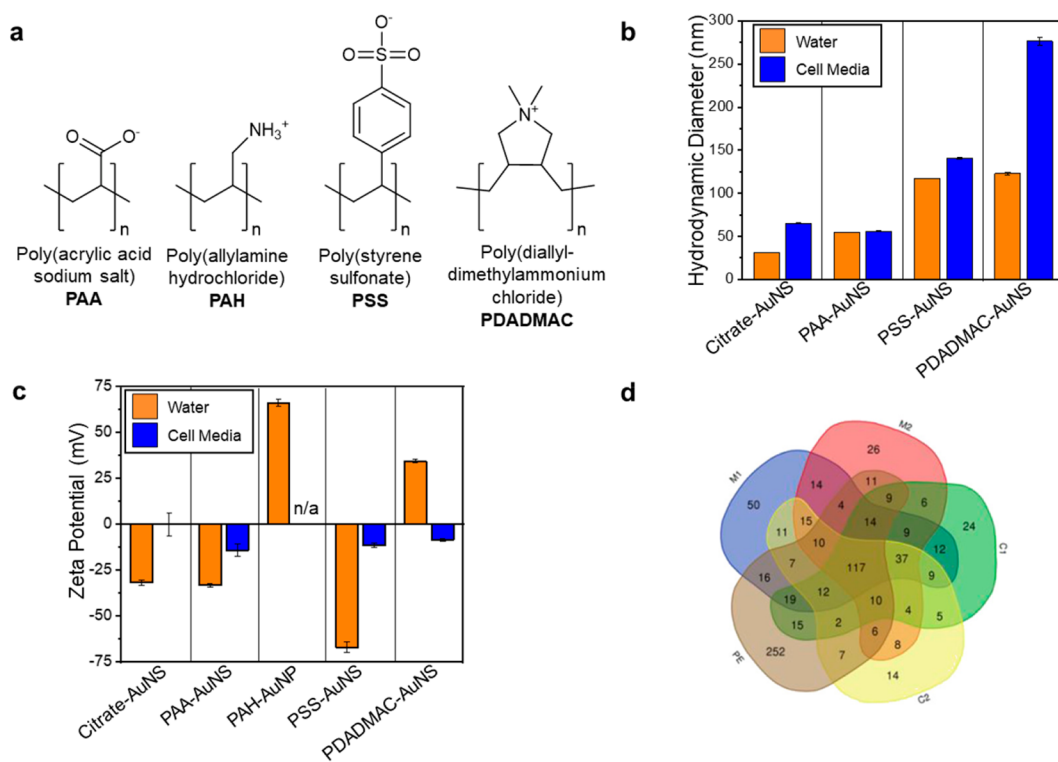 a
O⁻
O=S=O
O
O⁻
NH₃⁺
N⁺
n
n
n
n
Poly(acrylic acid
sodium salt)
PAA
Poly(allylamine
hydrochloride)
PAH
Poly(styrene
sulfonate)
PSS
Poly(diallyl-
dimethylammonium
chloride)
PDADMAC
b
Hydrodynamic Diameter (nm)
300
250
200
150
100
50
0
Water
Cell Media
Citrate-AuNS
PAA-AuNS
PSS-AuNS
PDADMAC-AuNS
c
Zeta Potential (mV)
75
50
25
0
-25
-50
-75
Water
Cell Media
n/a
Citrate-AuNS
PAA-AuNS
PAH-AuNP
PSS-AuNS
PDADMAC-AuNS
d
M2
26
M1
50
14
11
4
9
6
C1
24
15
14
9
12
11
10
37
9
7
117
16
12
10
4
5
19
15
2
6
8
PE
252
7
14
C2